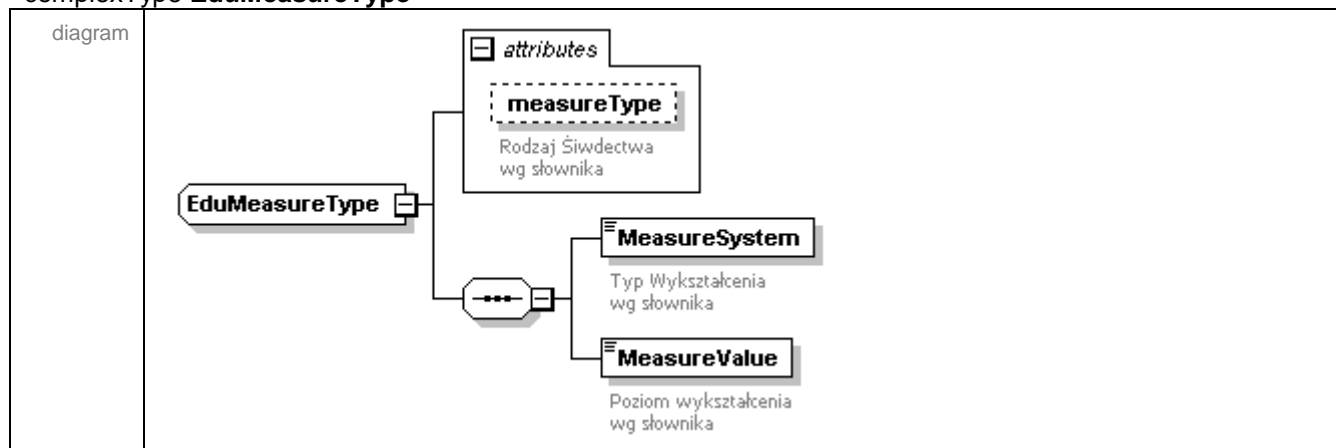 complexType EduMeasureType
diagram
attributes
measureType
Rodzaj Śiwdectwa
wg słownika
EduMeasureType
MeasureSystem
Typ Wykształcenia
wg słownika
MeasureValue
Poziom wykształcenia
wg słownika